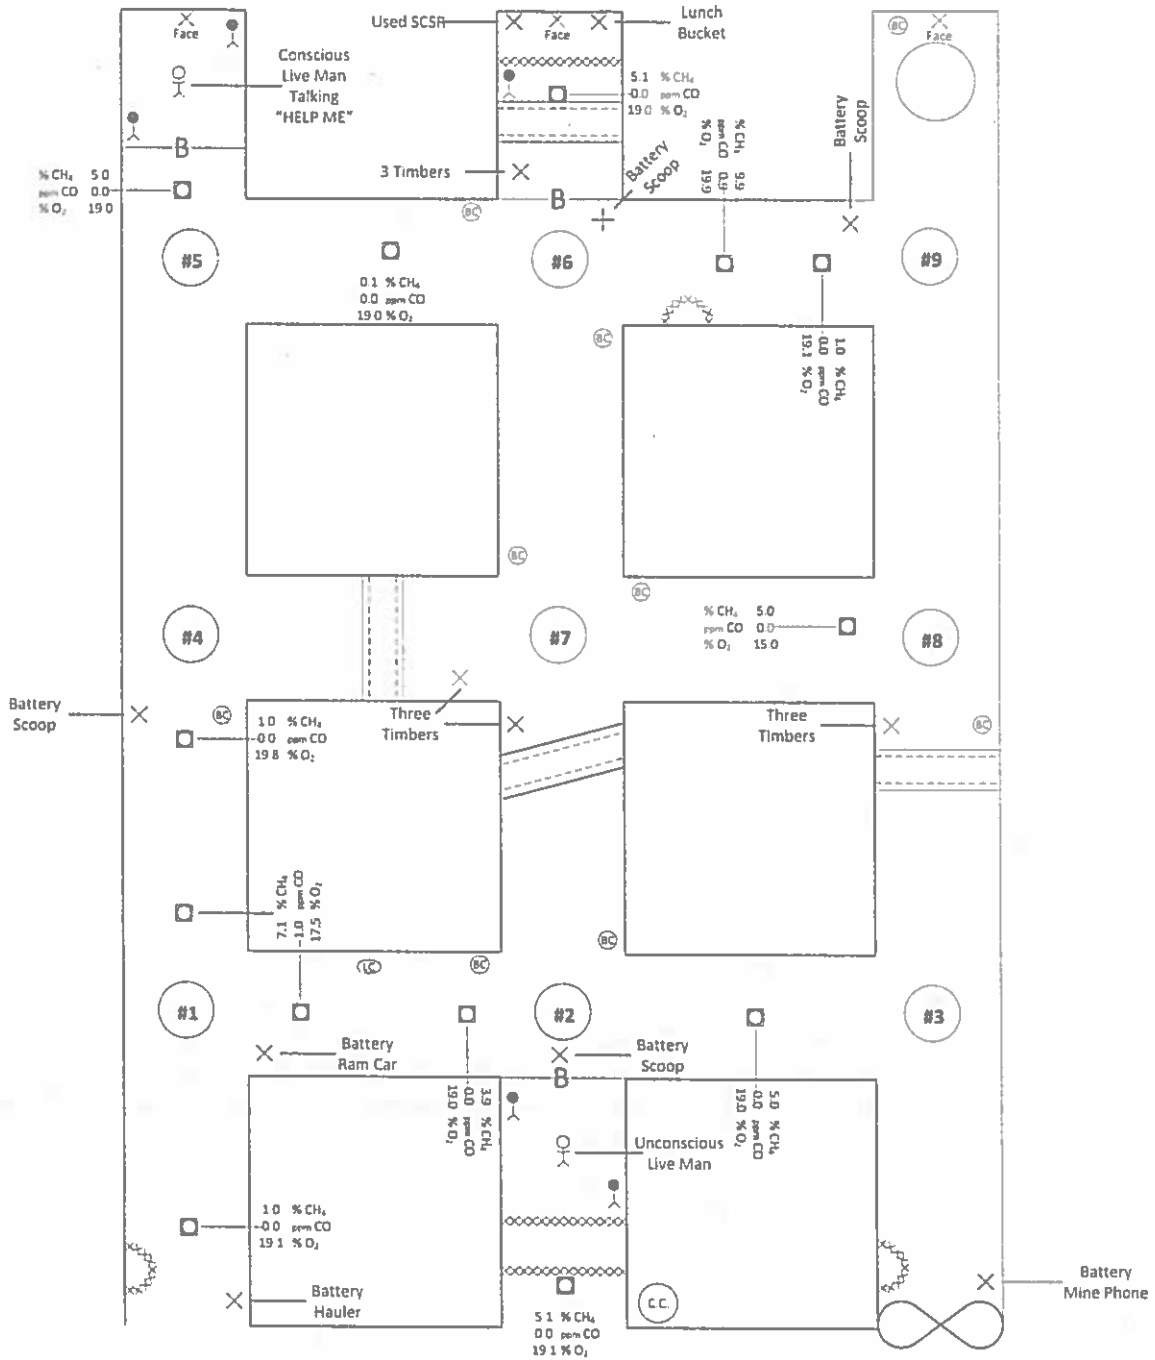 Face
Conscious
Live Man
Talking
"HELP ME"
B
% CH₄ 5.0
ppm CO 0.0
% O₂ 19.0
Used SCSR
Face
Lunch
Bucket
5.1 % CH₄
0.0 ppm CO
19.0 % O₂
3 Timbers
B
Battery
Scoop
BC
% CH₄ 9.9
ppm CO 0.0
% O₂ 19.0
Battery
Scoop
BC
Face
#5
#6
#9
0.1 % CH₄
0.0 ppm CO
19.0 % O₂
BC
1.0 % CH₄
0.0 ppm CO
19.1 % O₂
BC
BC
#4
#7
% CH₄ 5.0
ppm CO 0.0
% O₂ 15.0
#8
Battery
Scoop
BC
1.0 % CH₄
0.0 ppm CO
19.8 % O₂
Three
Timbers
Three
Timbers
BC
7.1 % CH₄
1.0 ppm CO
17.5 % O₂
LC
BC
BC
#1
#2
#3
Battery
Ram Car
Battery
Scoop
B
3.9 % CH₄
0.0 ppm CO
19.0 % O₂
5.0 % CH₄
0.0 ppm CO
19.0 % O₂
Unconscious
Live Man
1.0 % CH₄
0.0 ppm CO
19.1 % O₂
Battery
Hauler
5.1 % CH₄
0.0 ppm CO
19.1 % O₂
C.C.
Battery
Mine Phone